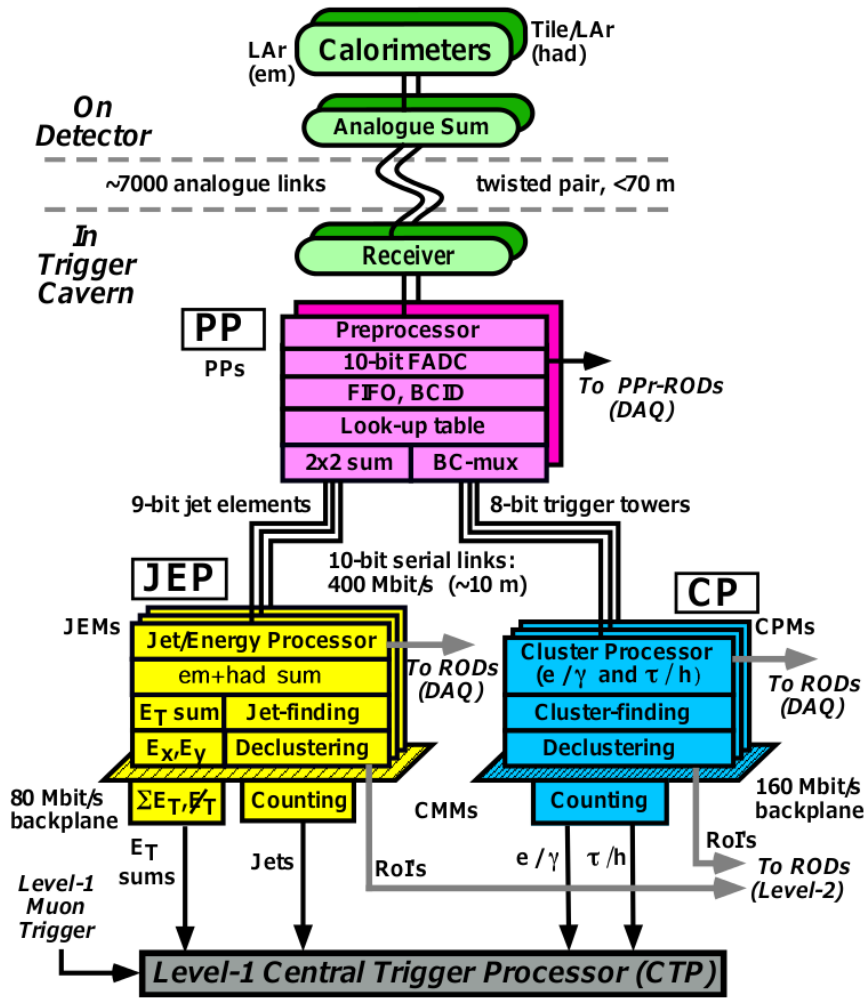 LAr
(em)
Calorimeters
Tile/LAr
(had)
On
Detector
Analogue Sum
~7000 analogue links
twisted pair, <70 m
In
Trigger
Cavern
Receiver
PP
PPs
Preprocessor
10-bit FADC
FIFO, BCID
Look-up table
2x2 sum
BC-mux
To PPr-RODs
(DAQ)
9-bit jet elements
8-bit trigger towers
10-bit serial links:
400 Mbit/s (~10 m)
JEP
CP
JEMs
Jet/Energy Processor
em+had sum
ET sum
Jet-finding
Ex,Ey
Declustering
To RODs
(DAQ)
CPMs
Cluster Processor
(e/γ and τ/h)
Cluster-finding
Declustering
To RODs
(DAQ)
80 Mbit/s
backplane
ΣET,E̸T
Counting
CMMs
Counting
160 Mbit/s
backplane
ET
sums
Jets
RoI's
e/γ
τ/h
RoI's
To RODs
(Level-2)
Level-1
Muon
Trigger
Level-1 Central Trigger Processor (CTP)